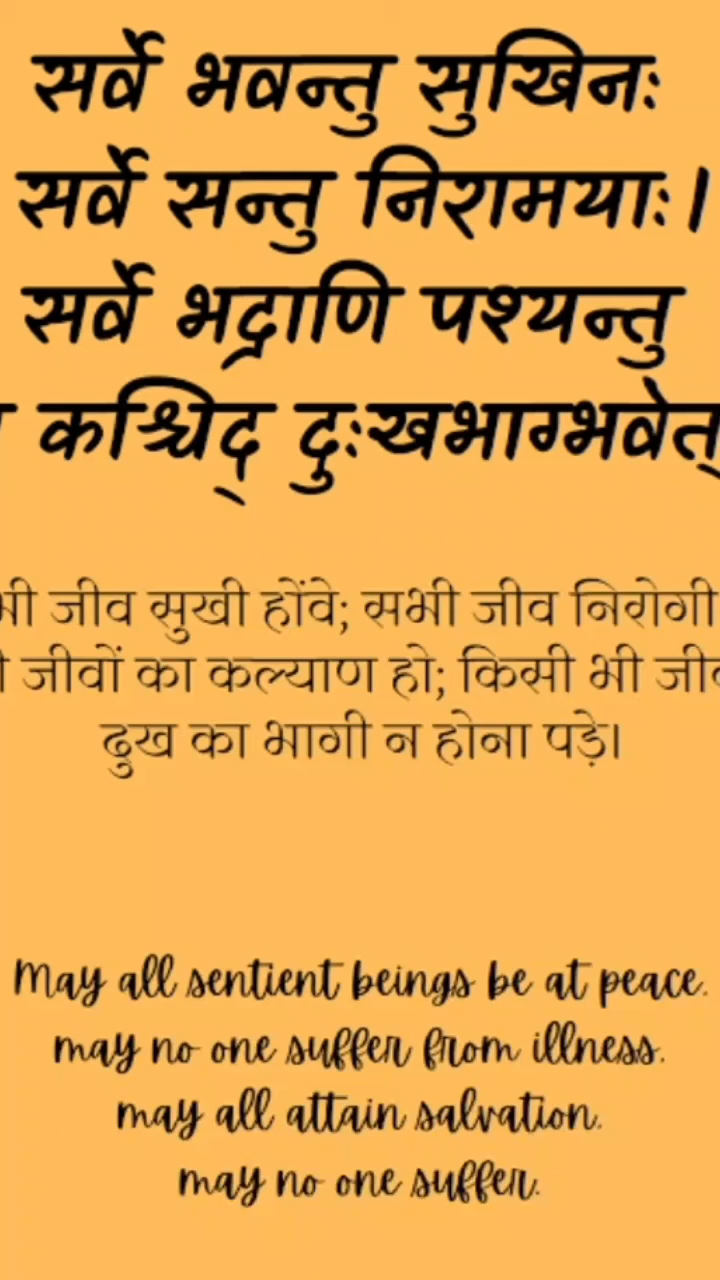 सर्वे भवन्तु सुखिनः
सर्वे सन्तु निरामयाः।
सर्वे भद्राणि पश्यन्तु
कश्चिद् दुःखभाग्भवेत्
जीव सुखी होंवे; सभी जीव निरोगी
जीवों का कल्याण हो; किसी भी
दुख का भागी न होना पड़े।
May all sentient beings be at peace.
may no one suffer from illness.
may all attain salvation.
may no one suffer.